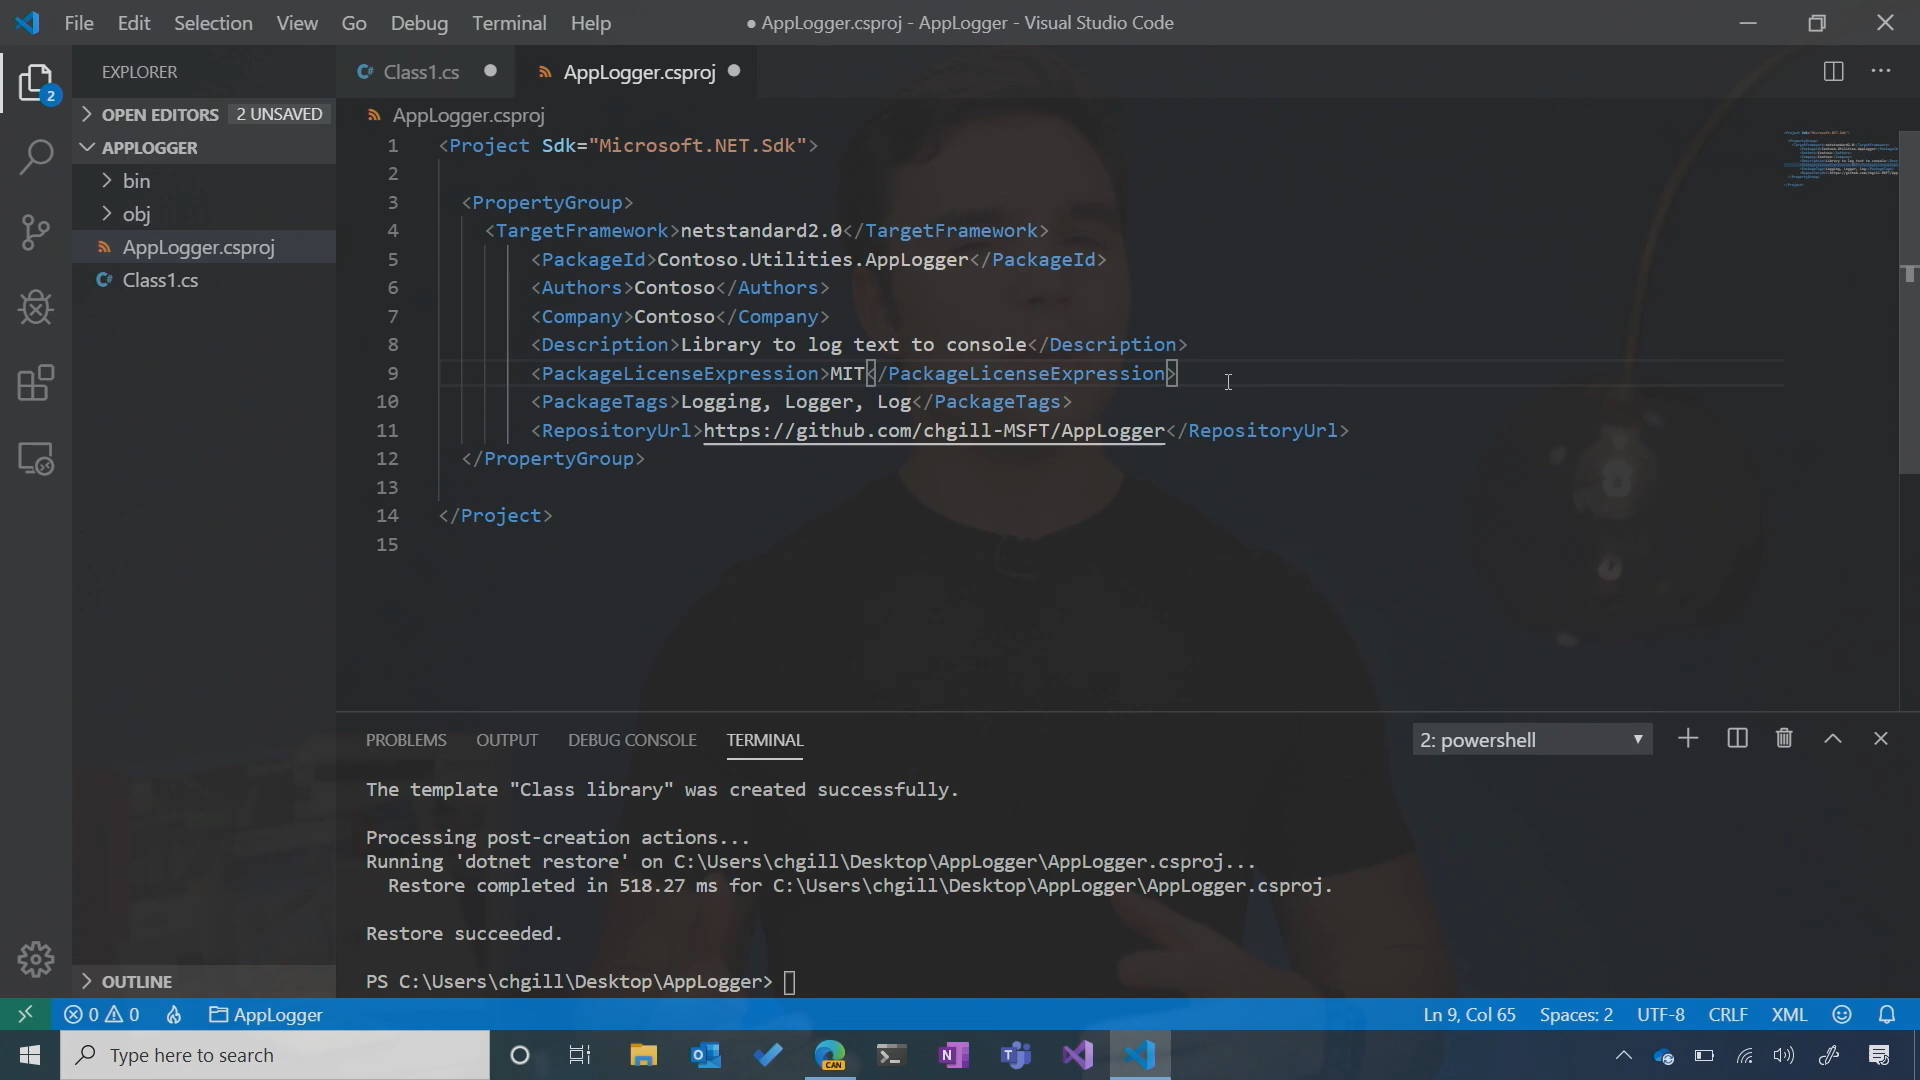 File Edit Selection View Go Debug Terminal Help
● AppLogger.csproj - AppLogger - Visual Studio Code
EXPLORER
Class1.cs
AppLogger.csproj
2
OPEN EDITORS 2 UNSAVED
APPLOGGER
bin
obj
AppLogger.csproj
Class1.cs
OUTLINE
AppLogger.csproj
1 <Project Sdk="Microsoft.NET.Sdk">
2
3 <PropertyGroup>
4 <TargetFramework>netstandard2.0</TargetFramework>
5 <PackageId>Contoso.Utilities.AppLogger</PackageId>
6 <Authors>Contoso</Authors>
7 <Company>Contoso</Company>
8 <Description>Library to log text to console</Description>
9 <PackageLicenseExpression>MIT</PackageLicenseExpression>
10 <PackageTags>Logging, Logger, Log</PackageTags>
11 <RepositoryUrl>https://github.com/chgill-MSFT/AppLogger</RepositoryUrl>
12 </PropertyGroup>
13
14 </Project>
15
PROBLEMS OUTPUT DEBUG CONSOLE TERMINAL
2: powershell
The template "Class library" was created successfully.
Processing post-creation actions...
Running 'dotnet restore' on C:\Users\chgill\Desktop\AppLogger\AppLogger.csproj...
Restore completed in 518.27 ms for C:\Users\chgill\Desktop\AppLogger\AppLogger.csproj.
Restore succeeded.
PS C:\Users\chgill\Desktop\AppLogger>
0 0 AppLogger
Ln 9, Col 65 Spaces: 2 UTF-8 CRLF XML
Type here to search
CAN